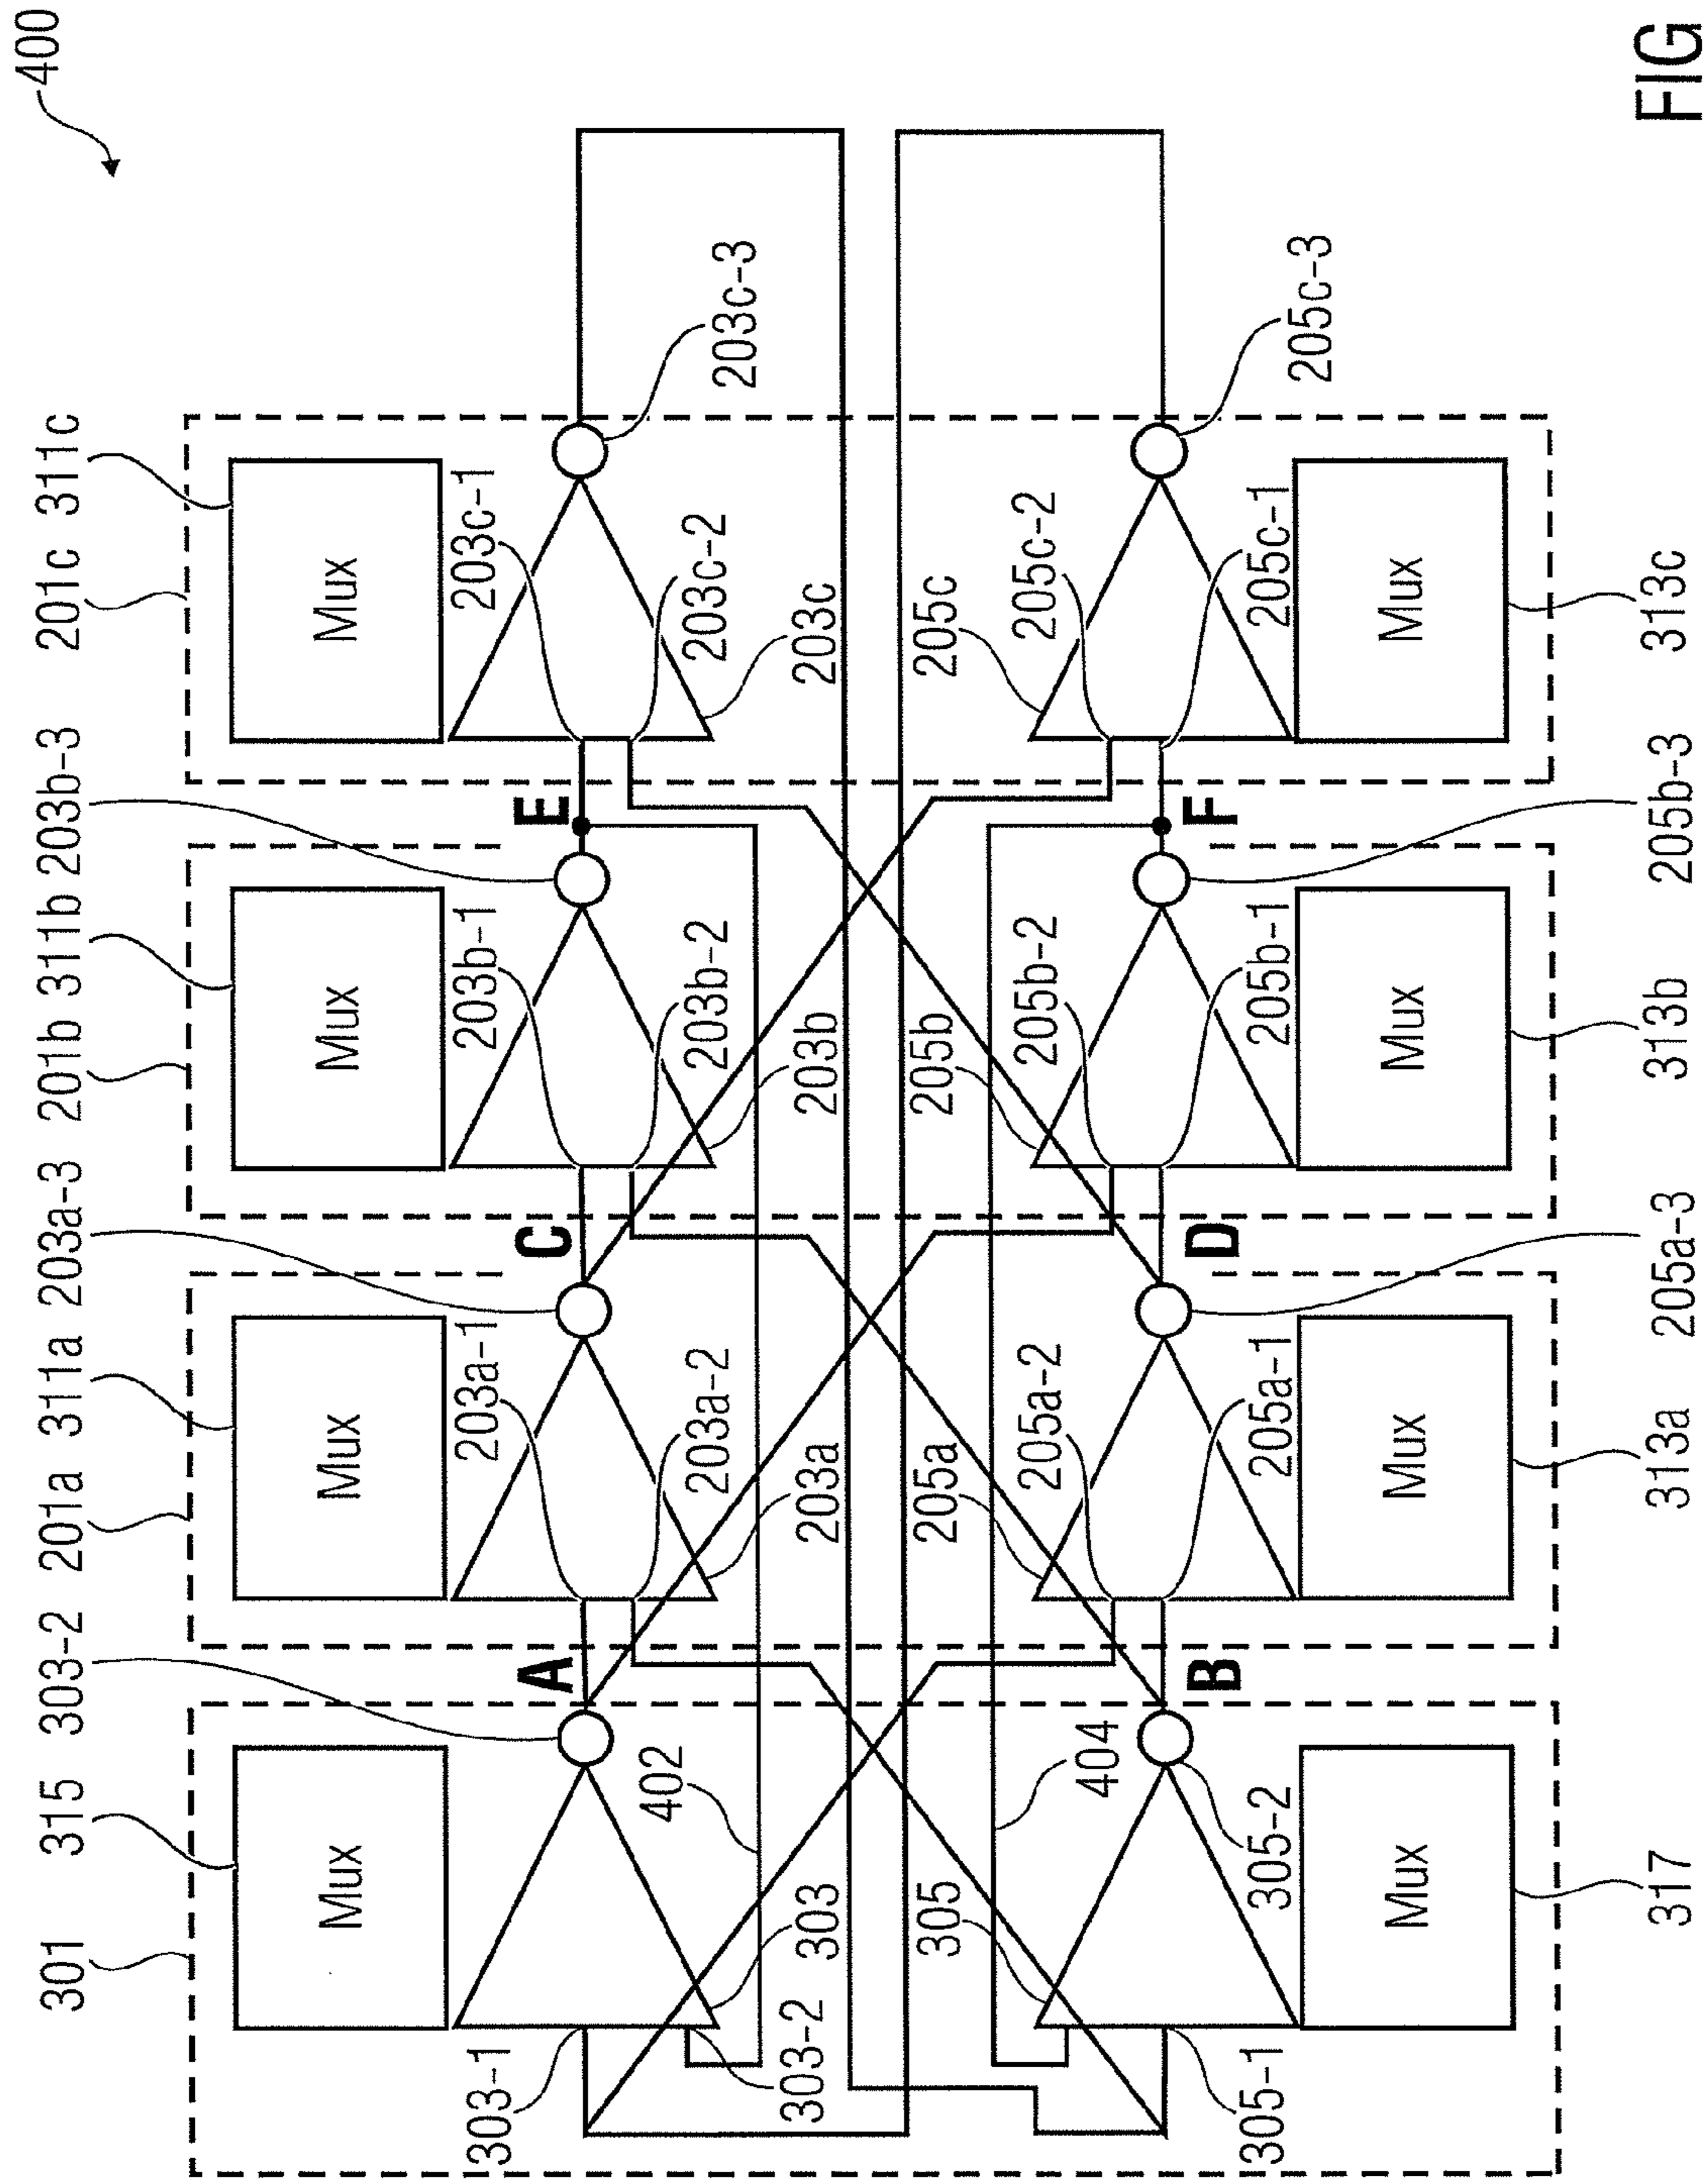 400
301
315
303-2
201a
311a
203a-3
201b
311b
203b-3
201c
311c
Mux
Mux
Mux
Mux
303-1
A
203a-1
C
203b-1
E
203c-1
303-2
303
402
203a-2
203a
203b-2
203b
203c-2
203c
203c-3
305
404
205a
205a-2
205b
205b-2
205c
205c-2
305-1
305-2
B
205a-1
D
205b-1
F
205c-1
205c-3
Mux
Mux
Mux
Mux
317
313a
205a-3
313b
205b-3
313c
FIG